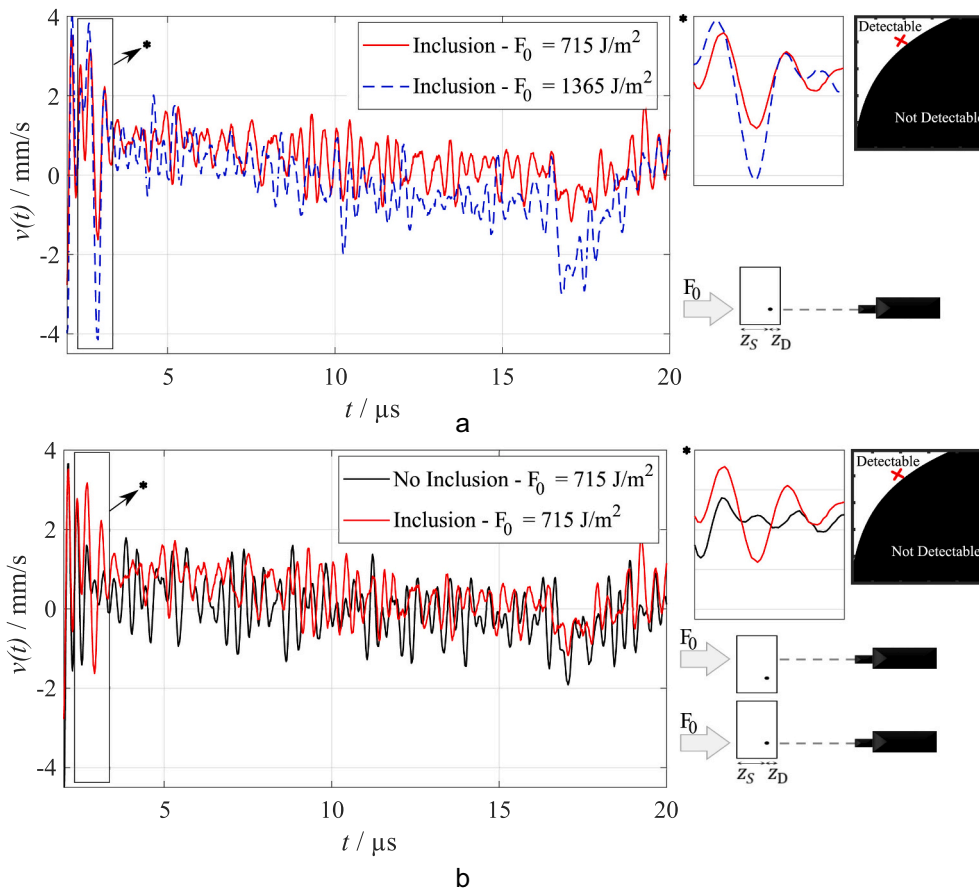 4
2
0
-2
-4
v(t) / mm/s
*
Inclusion - F0 = 715 J/m2
Inclusion - F0 = 1365 J/m2
5
10
15
20
t / μs
*
Detectable
Not Detectable
F0
zS
zD
a
4
2
0
-2
-4
v(t) / mm/s
*
No Inclusion - F0 = 715 J/m2
Inclusion - F0 = 715 J/m2
5
10
15
20
t / μs
*
Detectable
Not Detectable
F0
F0
zS
zD
b